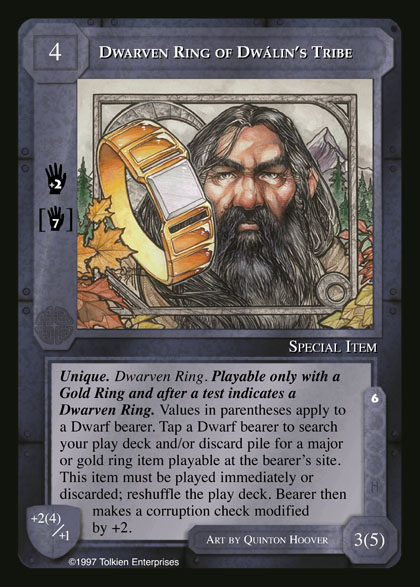 4
Dwarven Ring of Dwálin's Tribe
+2
[7]
Special Item
Unique. Dwarven Ring. Playable only with a
Gold Ring and after a test indicates a
Dwarven Ring. Values in parentheses apply to
a Dwarf bearer. Tap a Dwarf bearer to search
your play deck and/or discard pile for a major
or gold ring item playable at the bearer's site.
This item must be played immediately or
discarded; reshuffle the play deck. Bearer then
makes a corruption check modified
by +2.
6
H
+2(4)/+1
Art by Quinton Hoover
3(5)
©1997 Tolkien Enterprises